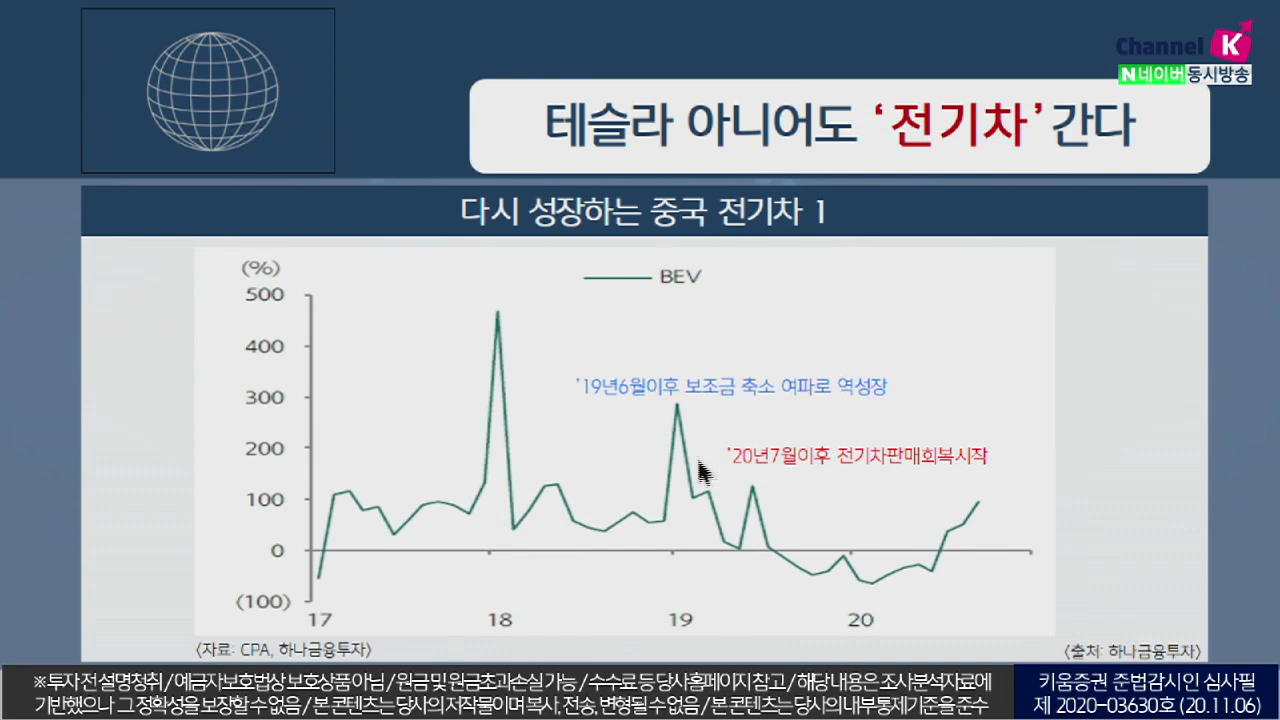 Channel K
N 네이버 동시방송
테슬라 아니어도 ‘전기차’ 간다
다시 성장하는 중국 전기차 1
(%)
BEV
500
400
300
200
100
0
(100)
'19년6월이후 보조금 축소 여파로 역성장
'20년7월이후 전기차판매회복시작
17 18 19 20
<자료: CPA, 하나금융투자>
<출처: 하나금융투자>
※ 투자 전 설명청취 / 예금자보호법상 보호상품 아님 / 원금 및 원금초과손실 가능 / 수수료 등 당사홈페이지 참고 / 해당 내용은 조사분석자료에
기반했으나 그 정확성을 보장할 수 없음 / 본 콘텐츠는 당사의 저작물이며 복사, 전송, 변형될 수 없음 / 본 콘텐츠는 당사의 내부통제기준을 준수
키움증권 준법감시인 심사필
제 2020-03630호 (20.11.06)